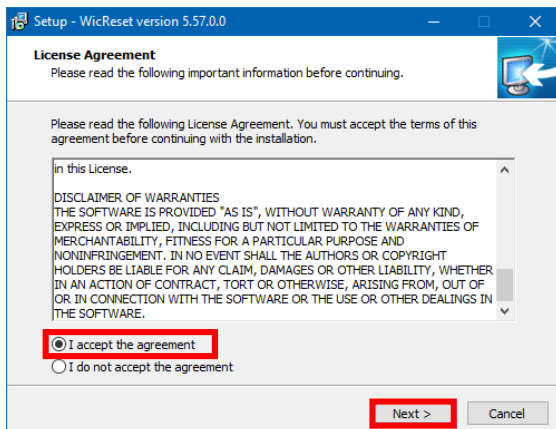 Setup - WicReset version 5.57.0.0
License Agreement
Please read the following important information before continuing.
Please read the following License Agreement. You must accept the terms of this
agreement before continuing with the installation.
in this License.
DISCLAIMER OF WARRANTIES
THE SOFTWARE IS PROVIDED "AS IS", WITHOUT WARRANTY OF ANY KIND,
EXPRESS OR IMPLIED, INCLUDING BUT NOT LIMITED TO THE WARRANTIES OF
MERCHANTABILITY, FITNESS FOR A PARTICULAR PURPOSE AND
NONINFRINGEMENT. IN NO EVENT SHALL THE AUTHORS OR COPYRIGHT
HOLDERS BE LIABLE FOR ANY CLAIM, DAMAGES OR OTHER LIABILITY, WHETHER
IN AN ACTION OF CONTRACT, TORT OR OTHERWISE, ARISING FROM, OUT OF
OR IN CONNECTION WITH THE SOFTWARE OR THE USE OR OTHER DEALINGS IN
THE SOFTWARE.
I accept the agreement
I do not accept the agreement
Next >
Cancel